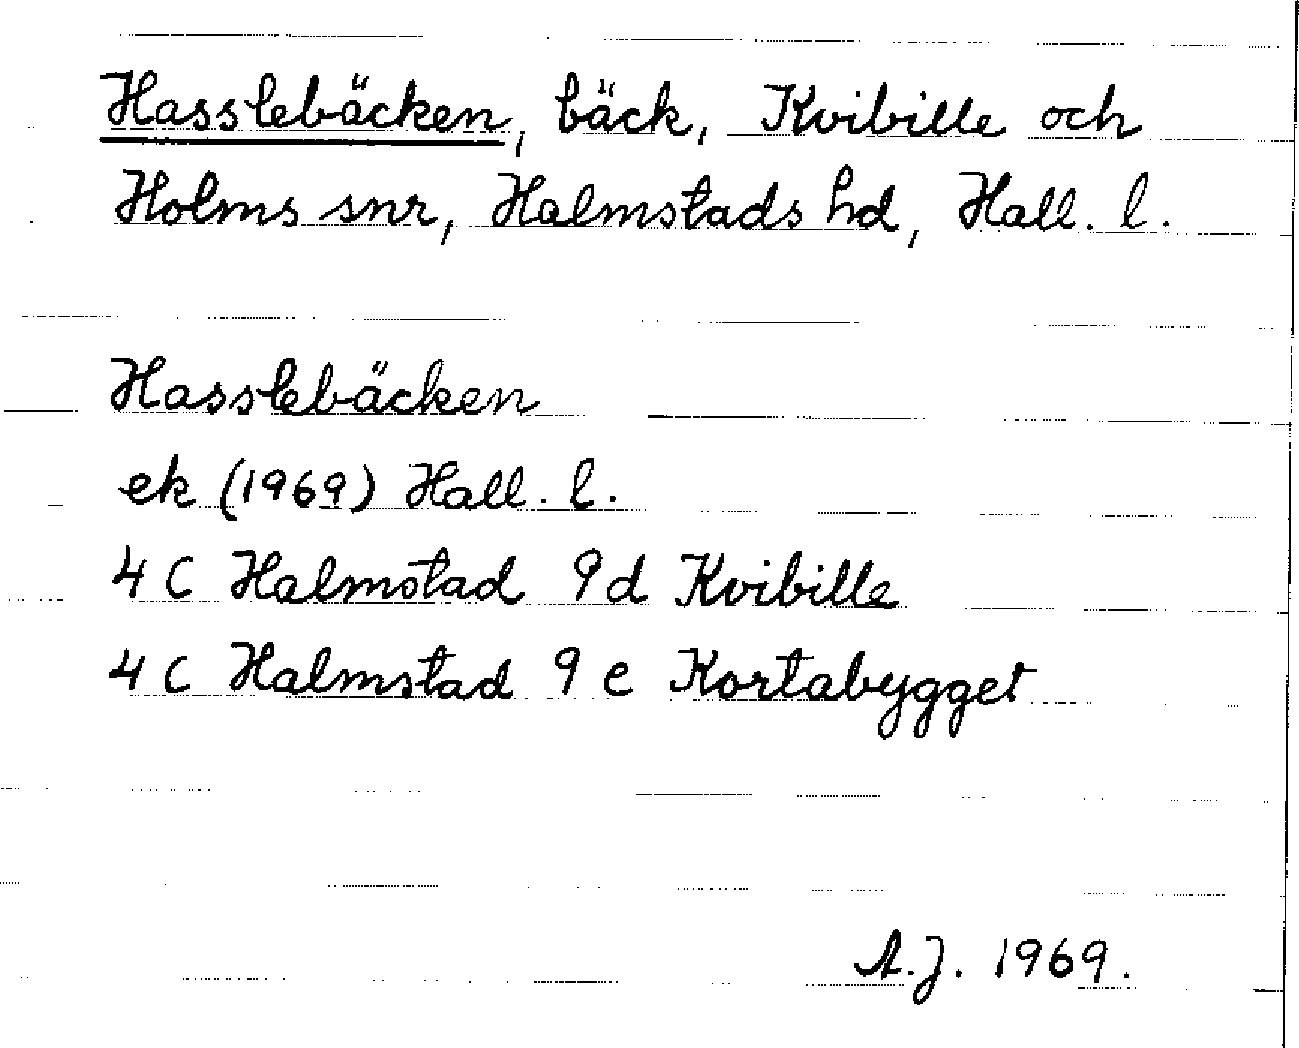 Hasslebäcken, bäck, Kvibille och
Holms snr, Halmstads hd, Hall. l.
Hasslebäcken
ek (1969) Hall. l.
4 C Halmstad 9d Kvibille
4 C Halmstad 9 e Kortabygget
A.J. 1969.